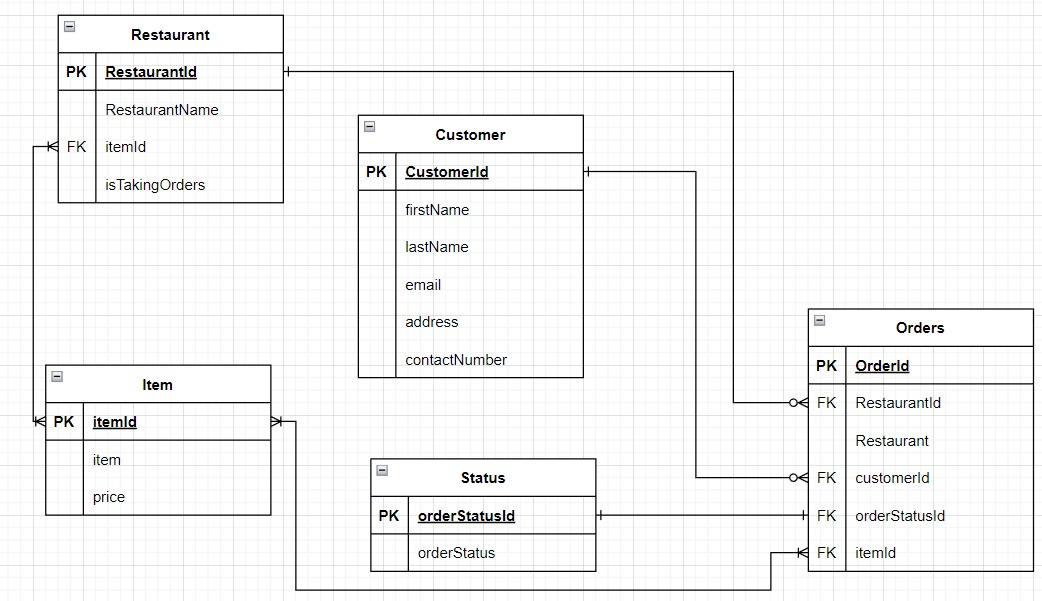 Restaurant
PK RestaurantId
RestaurantName
FK itemId
isTakingOrders
Customer
PK CustomerId
firstName
lastName
email
address
contactNumber
Orders
PK OrderId
FK RestaurantId
Restaurant
FK customerId
FK orderStatusId
FK itemId
Item
PK itemId
item
price
Status
PK orderStatusId
orderStatus